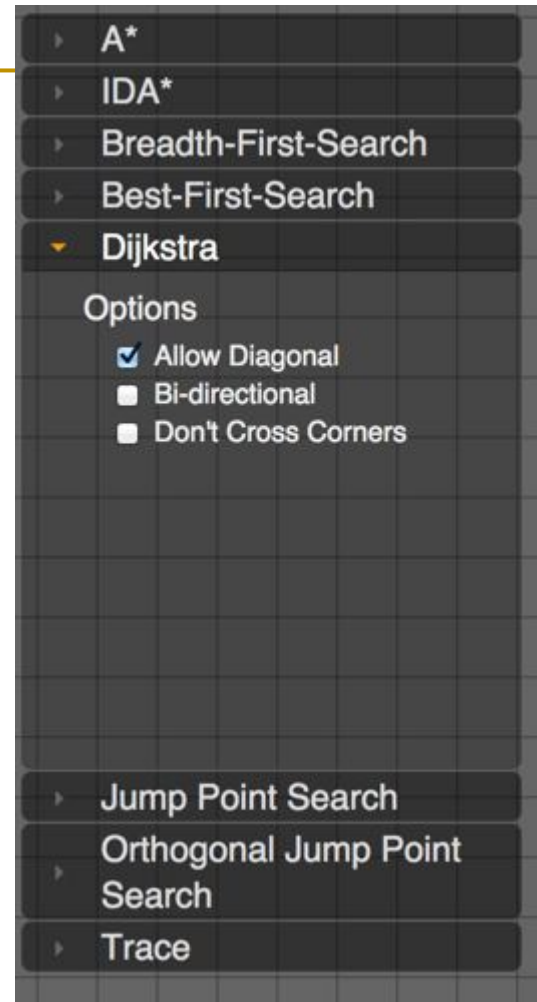 A*
IDA*
Breadth-First-Search
Best-First-Search
Dijkstra
Options
Allow Diagonal
Bi-directional
Don't Cross Corners
Jump Point Search
Orthogonal Jump Point
Search
Trace